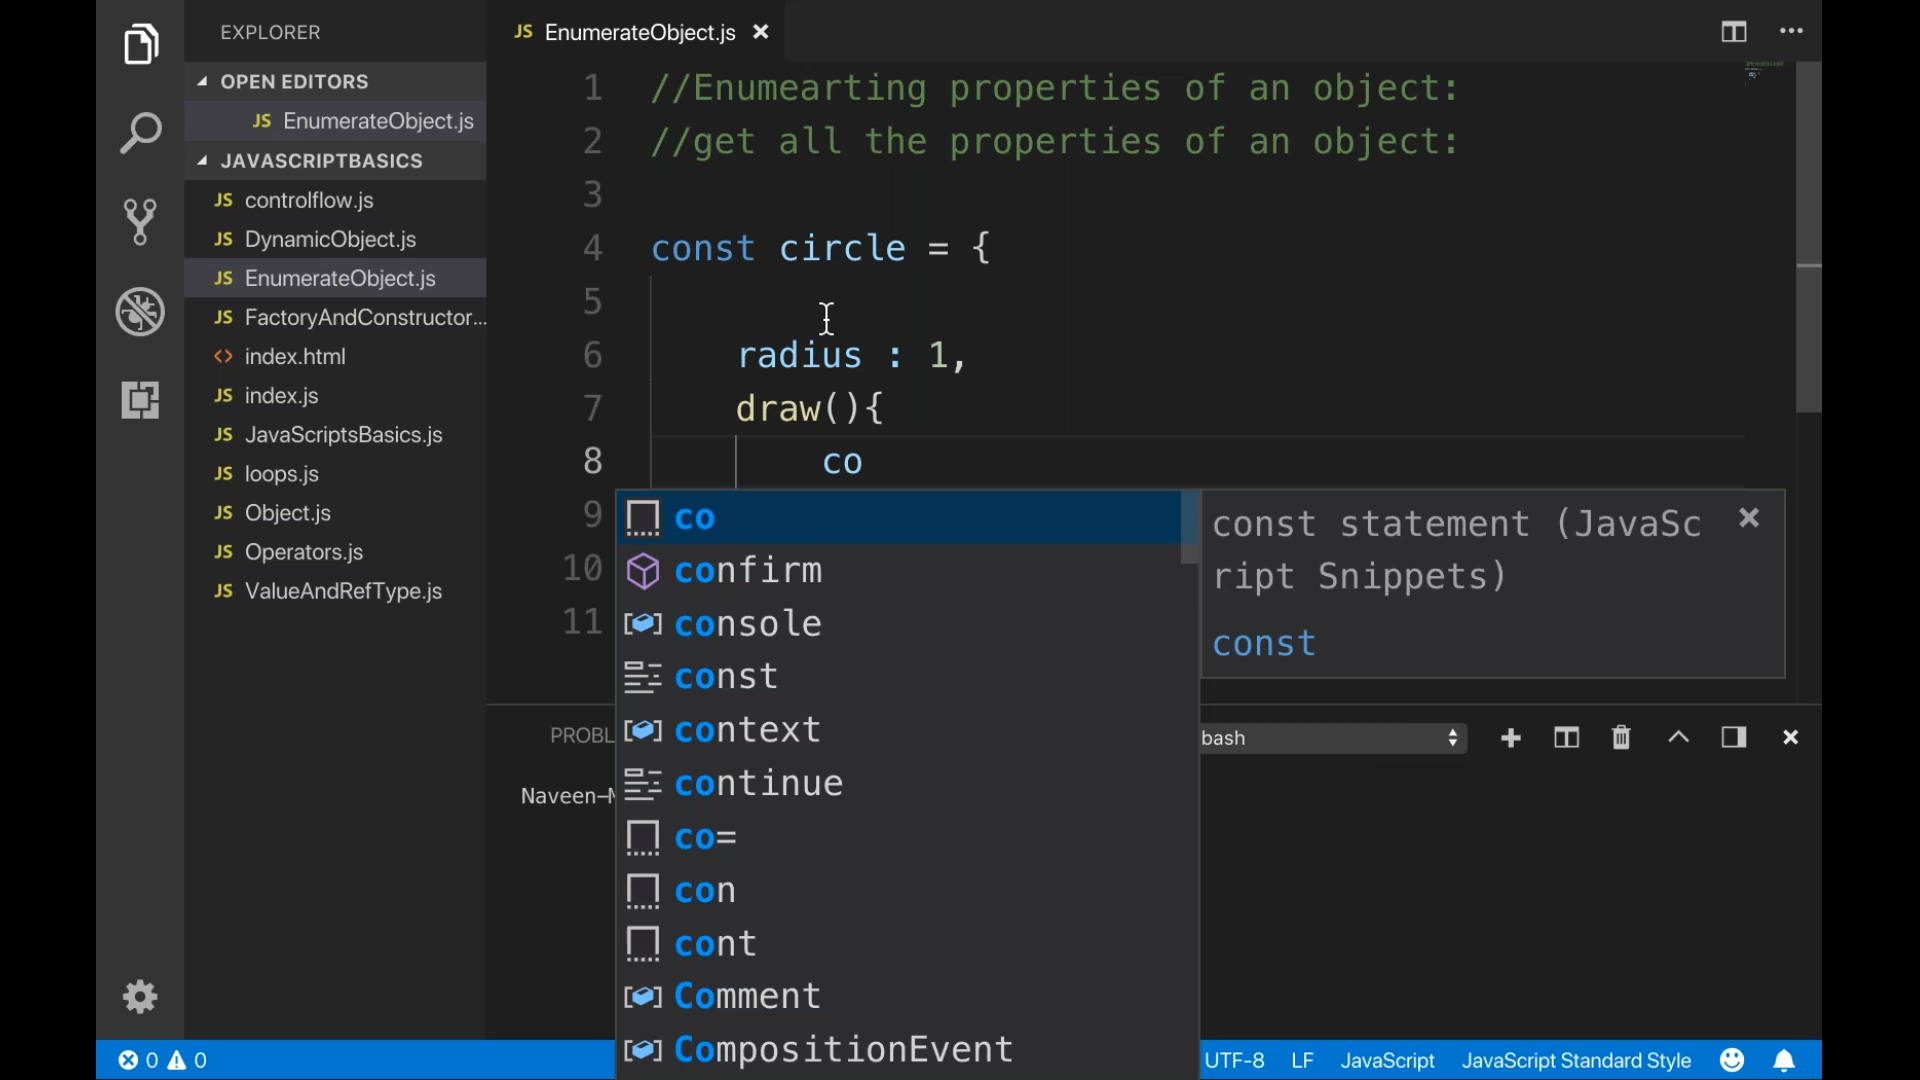 EXPLORER
OPEN EDITORS
JS EnumerateObject.js
JAVASCRIPTBASICS
JS controlflow.js
JS DynamicObject.js
JS EnumerateObject.js
JS FactoryAndConstructor...
<> index.html
JS index.js
JS JavaScriptsBasics.js
JS loops.js
JS Object.js
JS Operators.js
JS ValueAndRefType.js
JS EnumerateObject.js
1 //Enumearting properties of an object:
2 //get all the properties of an object:
3
4 const circle = {
5
6 radius : 1,
7 draw(){
8 co
9
10
11
co
confirm
console
const
context
continue
co=
con
cont
Comment
CompositionEvent
const statement (JavaSc
ript Snippets)
const
PROBL
bash
Naveen-M
0 0
UTF-8 LF JavaScript JavaScript Standard Style